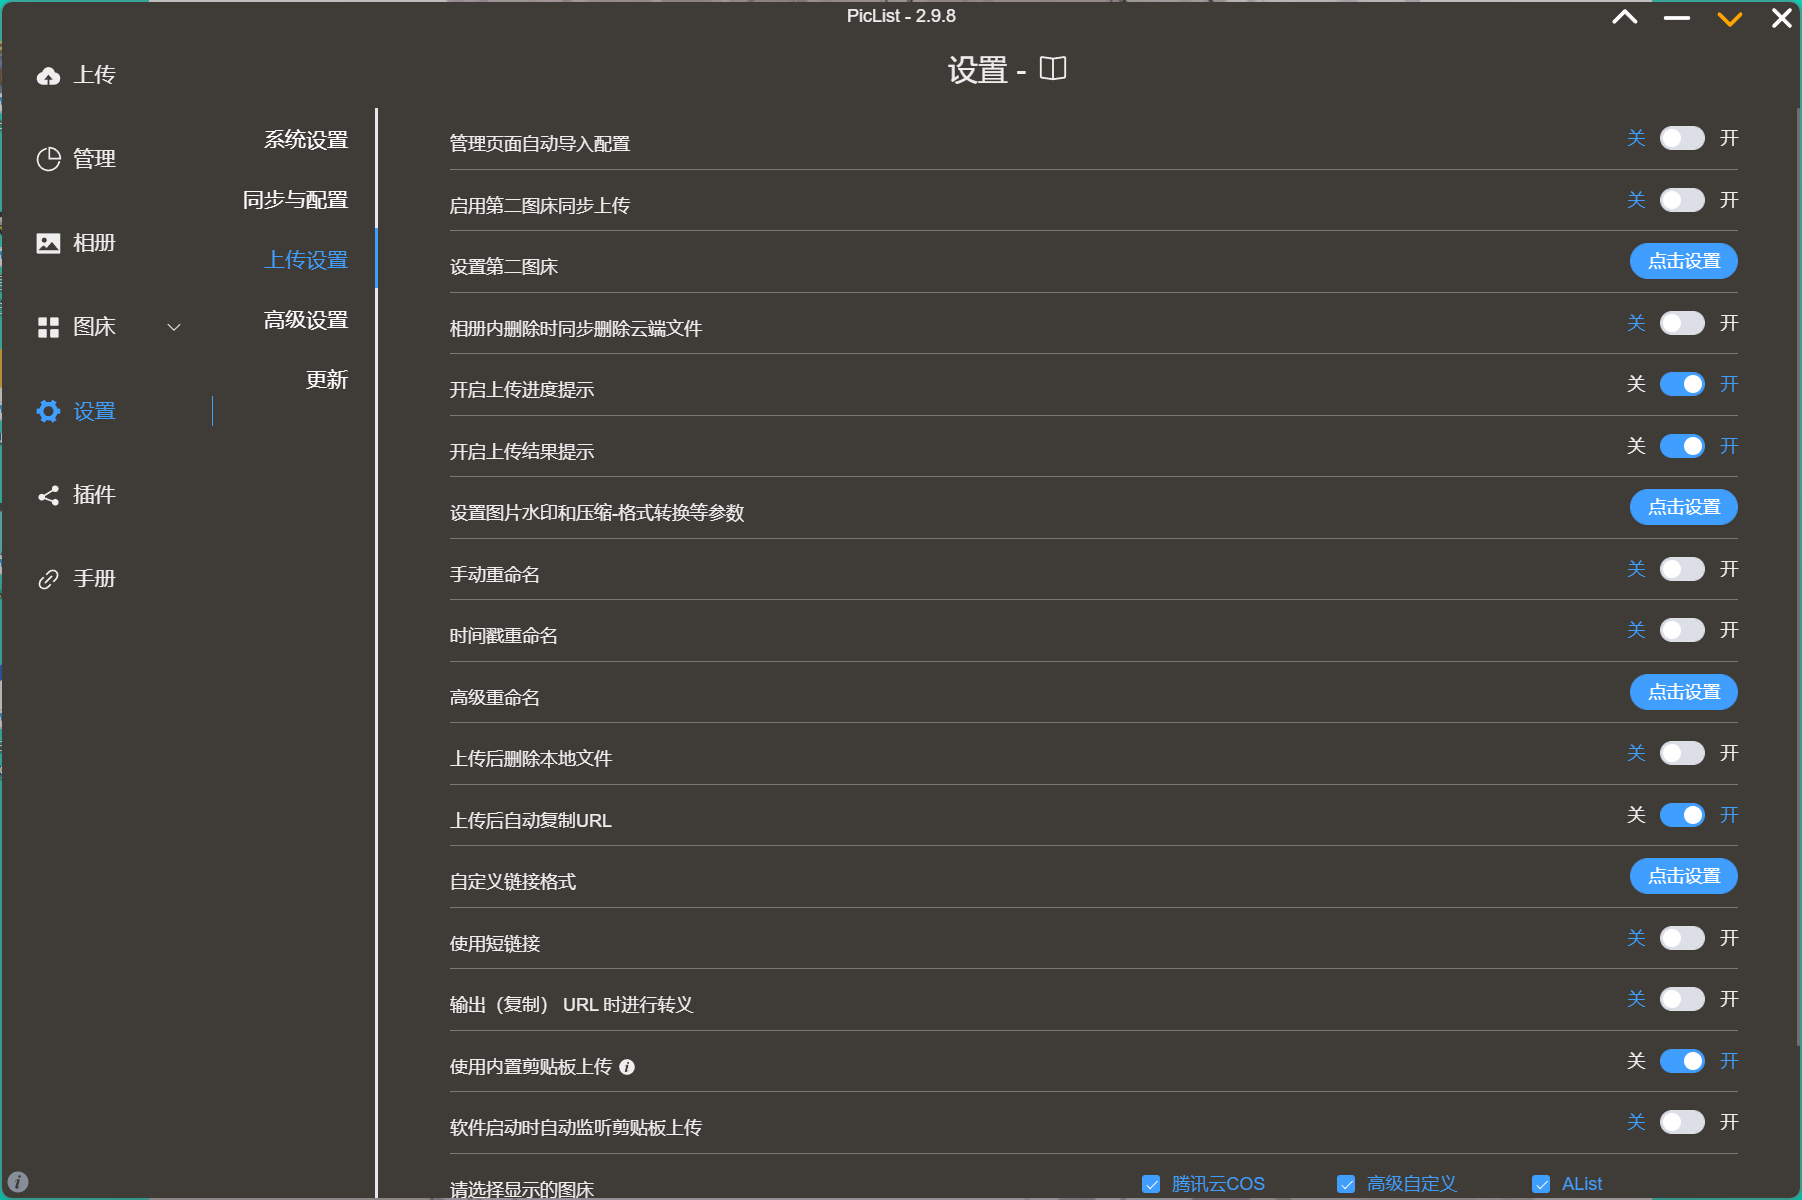 PicList - 2.9.8
设置 -
上传
管理
相册
图床
设置
插件
手册
系统设置
同步与配置
上传设置
高级设置
更新
管理页面自动导入配置 关 开
启用第二图床同步上传 关 开
设置第二图床 点击设置
相册内删除时同步删除云端文件 关 开
开启上传进度提示 关 开
开启上传结果提示 关 开
设置图片水印和压缩-格式转换等参数 点击设置
手动重命名 关 开
时间戳重命名 关 开
高级重命名 点击设置
上传后删除本地文件 关 开
上传后自动复制URL 关 开
自定义链接格式 点击设置
使用短链接 关 开
输出（复制） URL 时进行转义 关 开
使用内置剪贴板上传 关 开
软件启动时自动监听剪贴板上传 关 开
请选择显示的图床 腾讯云COS 高级自定义 AList